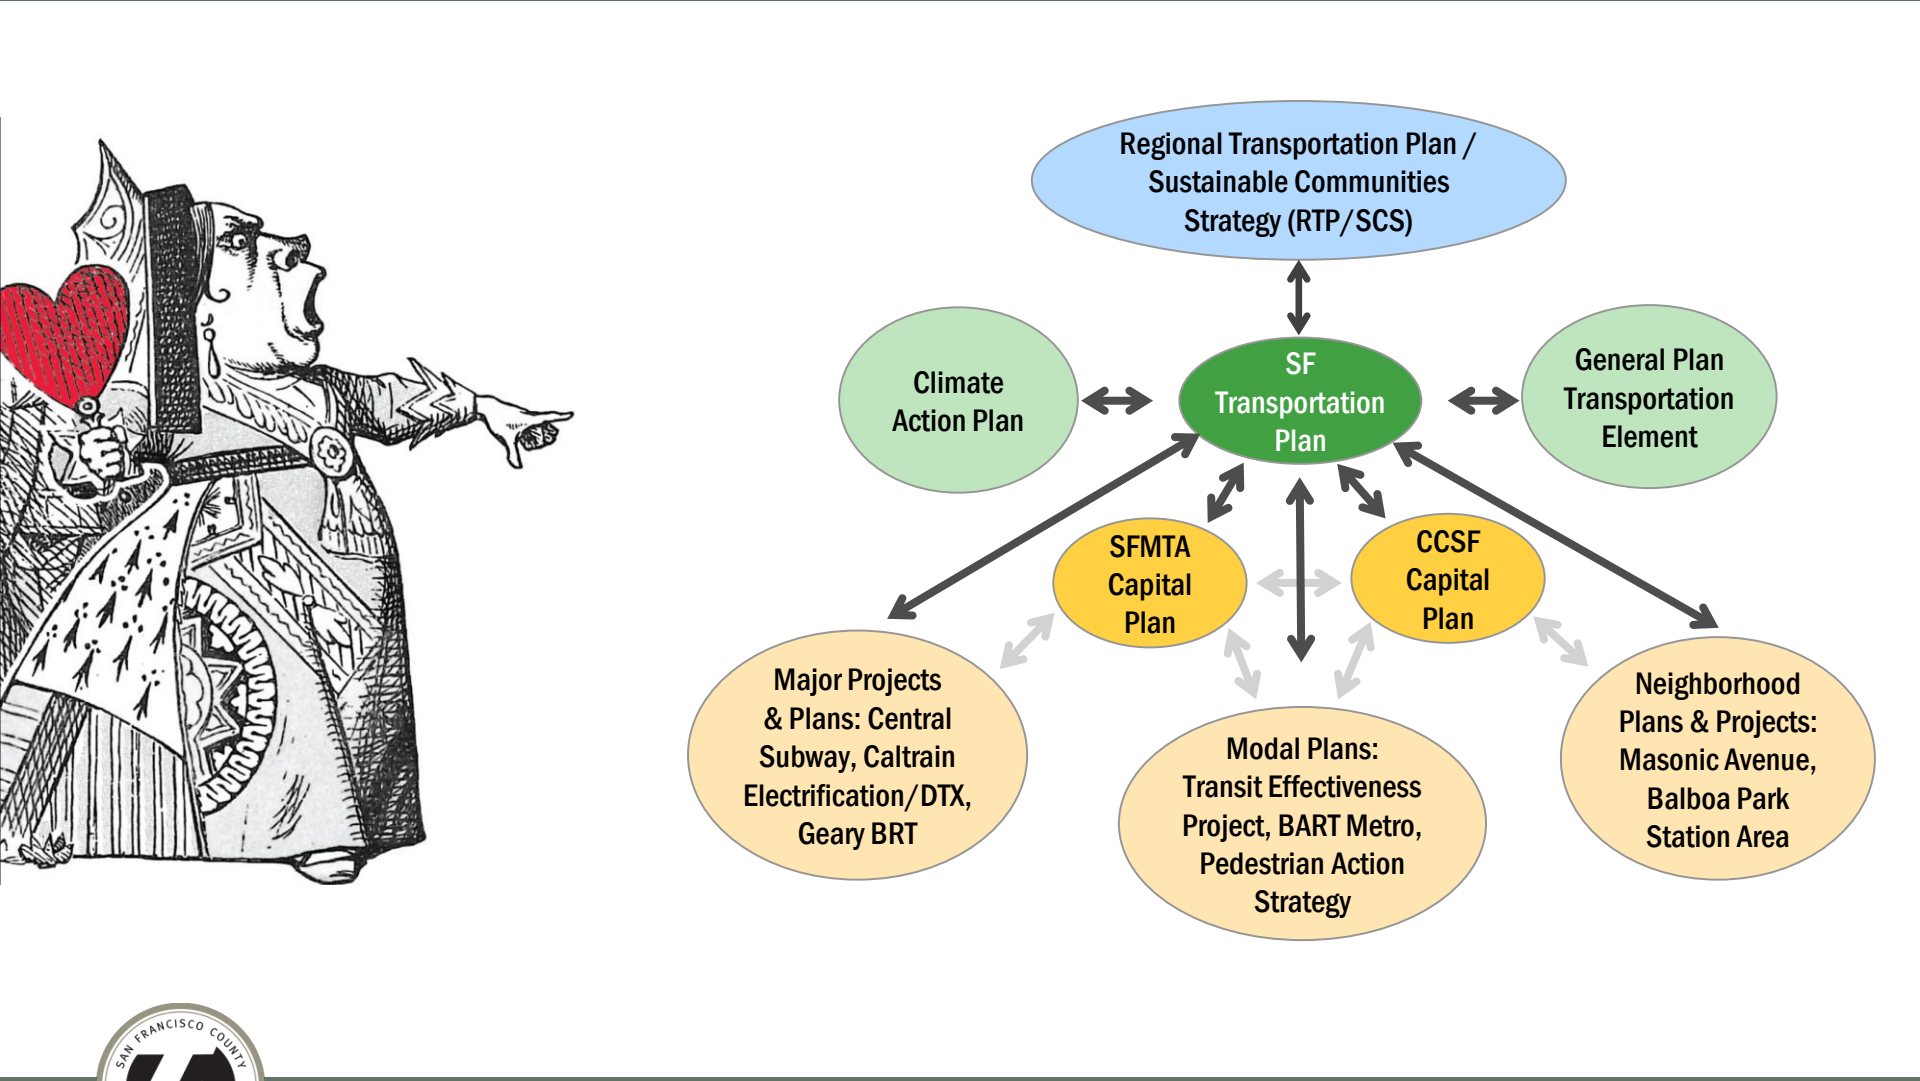 Regional Transportation Plan /
Sustainable Communities
Strategy (RTP/SCS)
Climate
Action Plan
SF
Transportation
Plan
General Plan
Transportation
Element
SFMTA
Capital
Plan
CCSF
Capital
Plan
Major Projects
& Plans: Central
Subway, Caltrain
Electrification/DTX,
Geary BRT
Modal Plans:
Transit Effectiveness
Project, BART Metro,
Pedestrian Action
Strategy
Neighborhood
Plans & Projects:
Masonic Avenue,
Balboa Park
Station Area
SAN FRANCISCO COUNTY